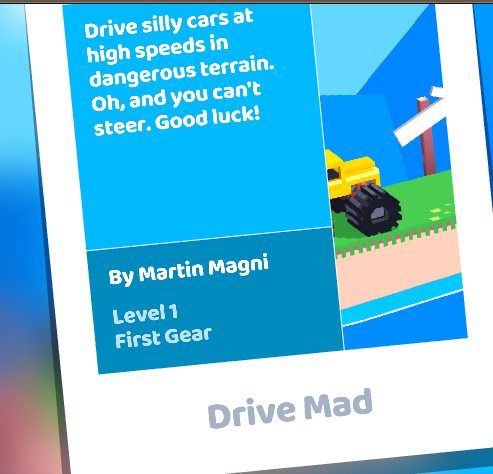 Drive silly cars at
high speeds in
dangerous terrain.
Oh, and you can't
steer. Good luck!
By Martin Magni
Level 1
First Gear
Drive Mad